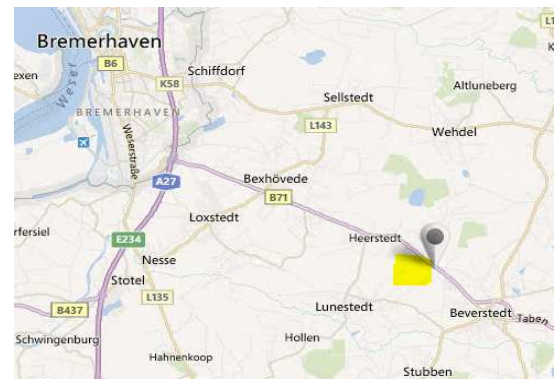 L1
Bremerhaven
B6
K
exen
K58
Schiffdorf
Altluneberg
Weser
Sellstedt
BREMERHAVEN
L143
Wehdel
Weserstraße
A27
Bexhövede
B71
Loxstedt
rfersiel
E234
Heerstedt
Nesse
Stotel
L135
B437
Lunestedt
Beverstedt
Taben
Schwingenburg
Hollen
Hahnenkoop
Stubben